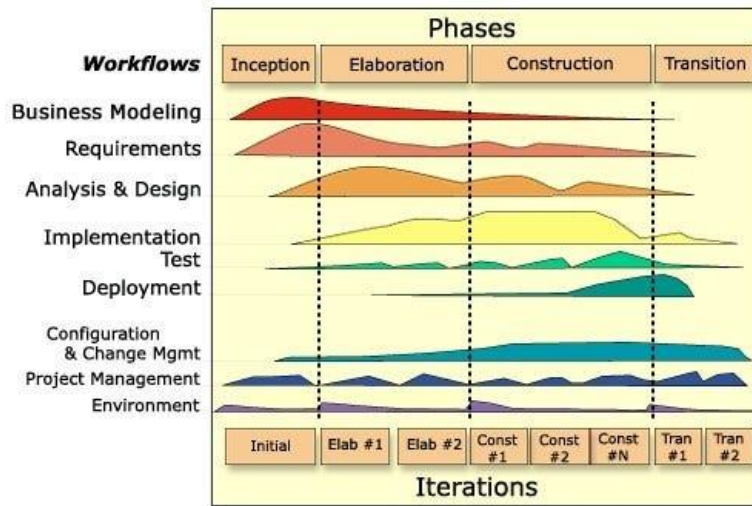 Phases
Workflows
Inception
Elaboration
Construction
Transition
Business Modeling
Requirements
Analysis & Design
Implementation
Test
Deployment
Configuration
& Change Mgmt
Project Management
Environment
Initial
Elab #1
Elab #2
Const
#1
Const
#2
Const
#N
Tran
#1
Tran
#2
Iterations